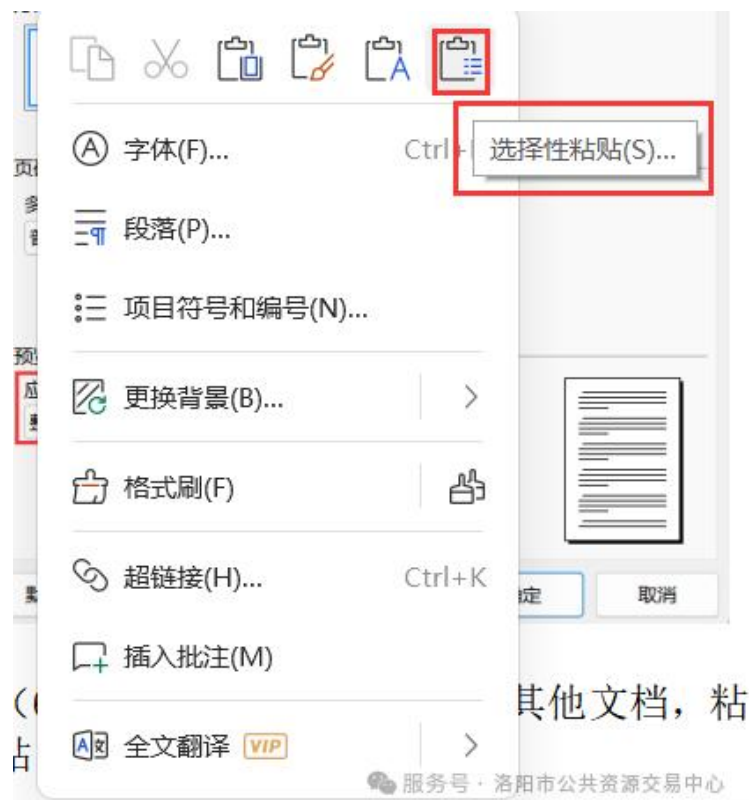 选择性粘贴(S)...
字体(F)... Ctrl+
段落(P)...
项目符号和编号(N)...
更换背景(B)...
格式刷(F)
超链接(H)... Ctrl+K
取消
插入批注(M)
其他文档，粘
全文翻译 VIP
服务号 · 洛阳市公共资源交易中心